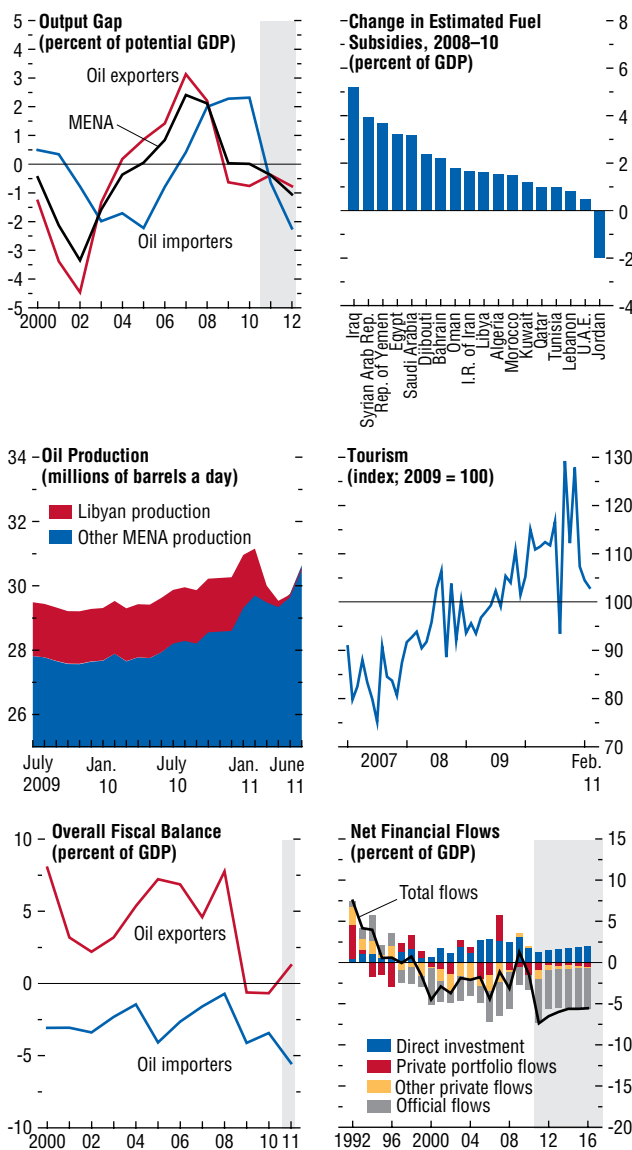 Output Gap
(percent of potential GDP)
5
4
3
2
1
0
-1
-2
-3
-4
-5
Oil exporters
MENA
Oil importers
2000 02 04 06 08 10 12
Change in Estimated Fuel
Subsidies, 2008–10
(percent of GDP)
8
6
4
2
0
-2
-4
Iraq
Syrian Arab Rep.
Rep. of Yemen
Egypt
Saudi Arabia
Djibouti
Bahrain
Oman
I.R. of Iran
Libya
Algeria
Morocco
Kuwait
Qatar
Tunisia
Lebanon
U.A.E.
Jordan
Oil Production
(millions of barrels a day)
34
32
30
28
26
Libyan production
Other MENA production
July Jan. July Jan. June
2009 10 10 11 11
Tourism
(index; 2009 = 100)
130
120
110
100
90
80
70
2007 08 09 Feb.
11
Overall Fiscal Balance
(percent of GDP)
10
5
0
-5
-10
Oil exporters
Oil importers
2000 02 04 06 08 10 11
Net Financial Flows
(percent of GDP)
15
10
5
0
-5
-10
-15
-20
Total flows
Direct investment
Private portfolio flows
Other private flows
Official flows
1992 96 2000 04 08 12 16